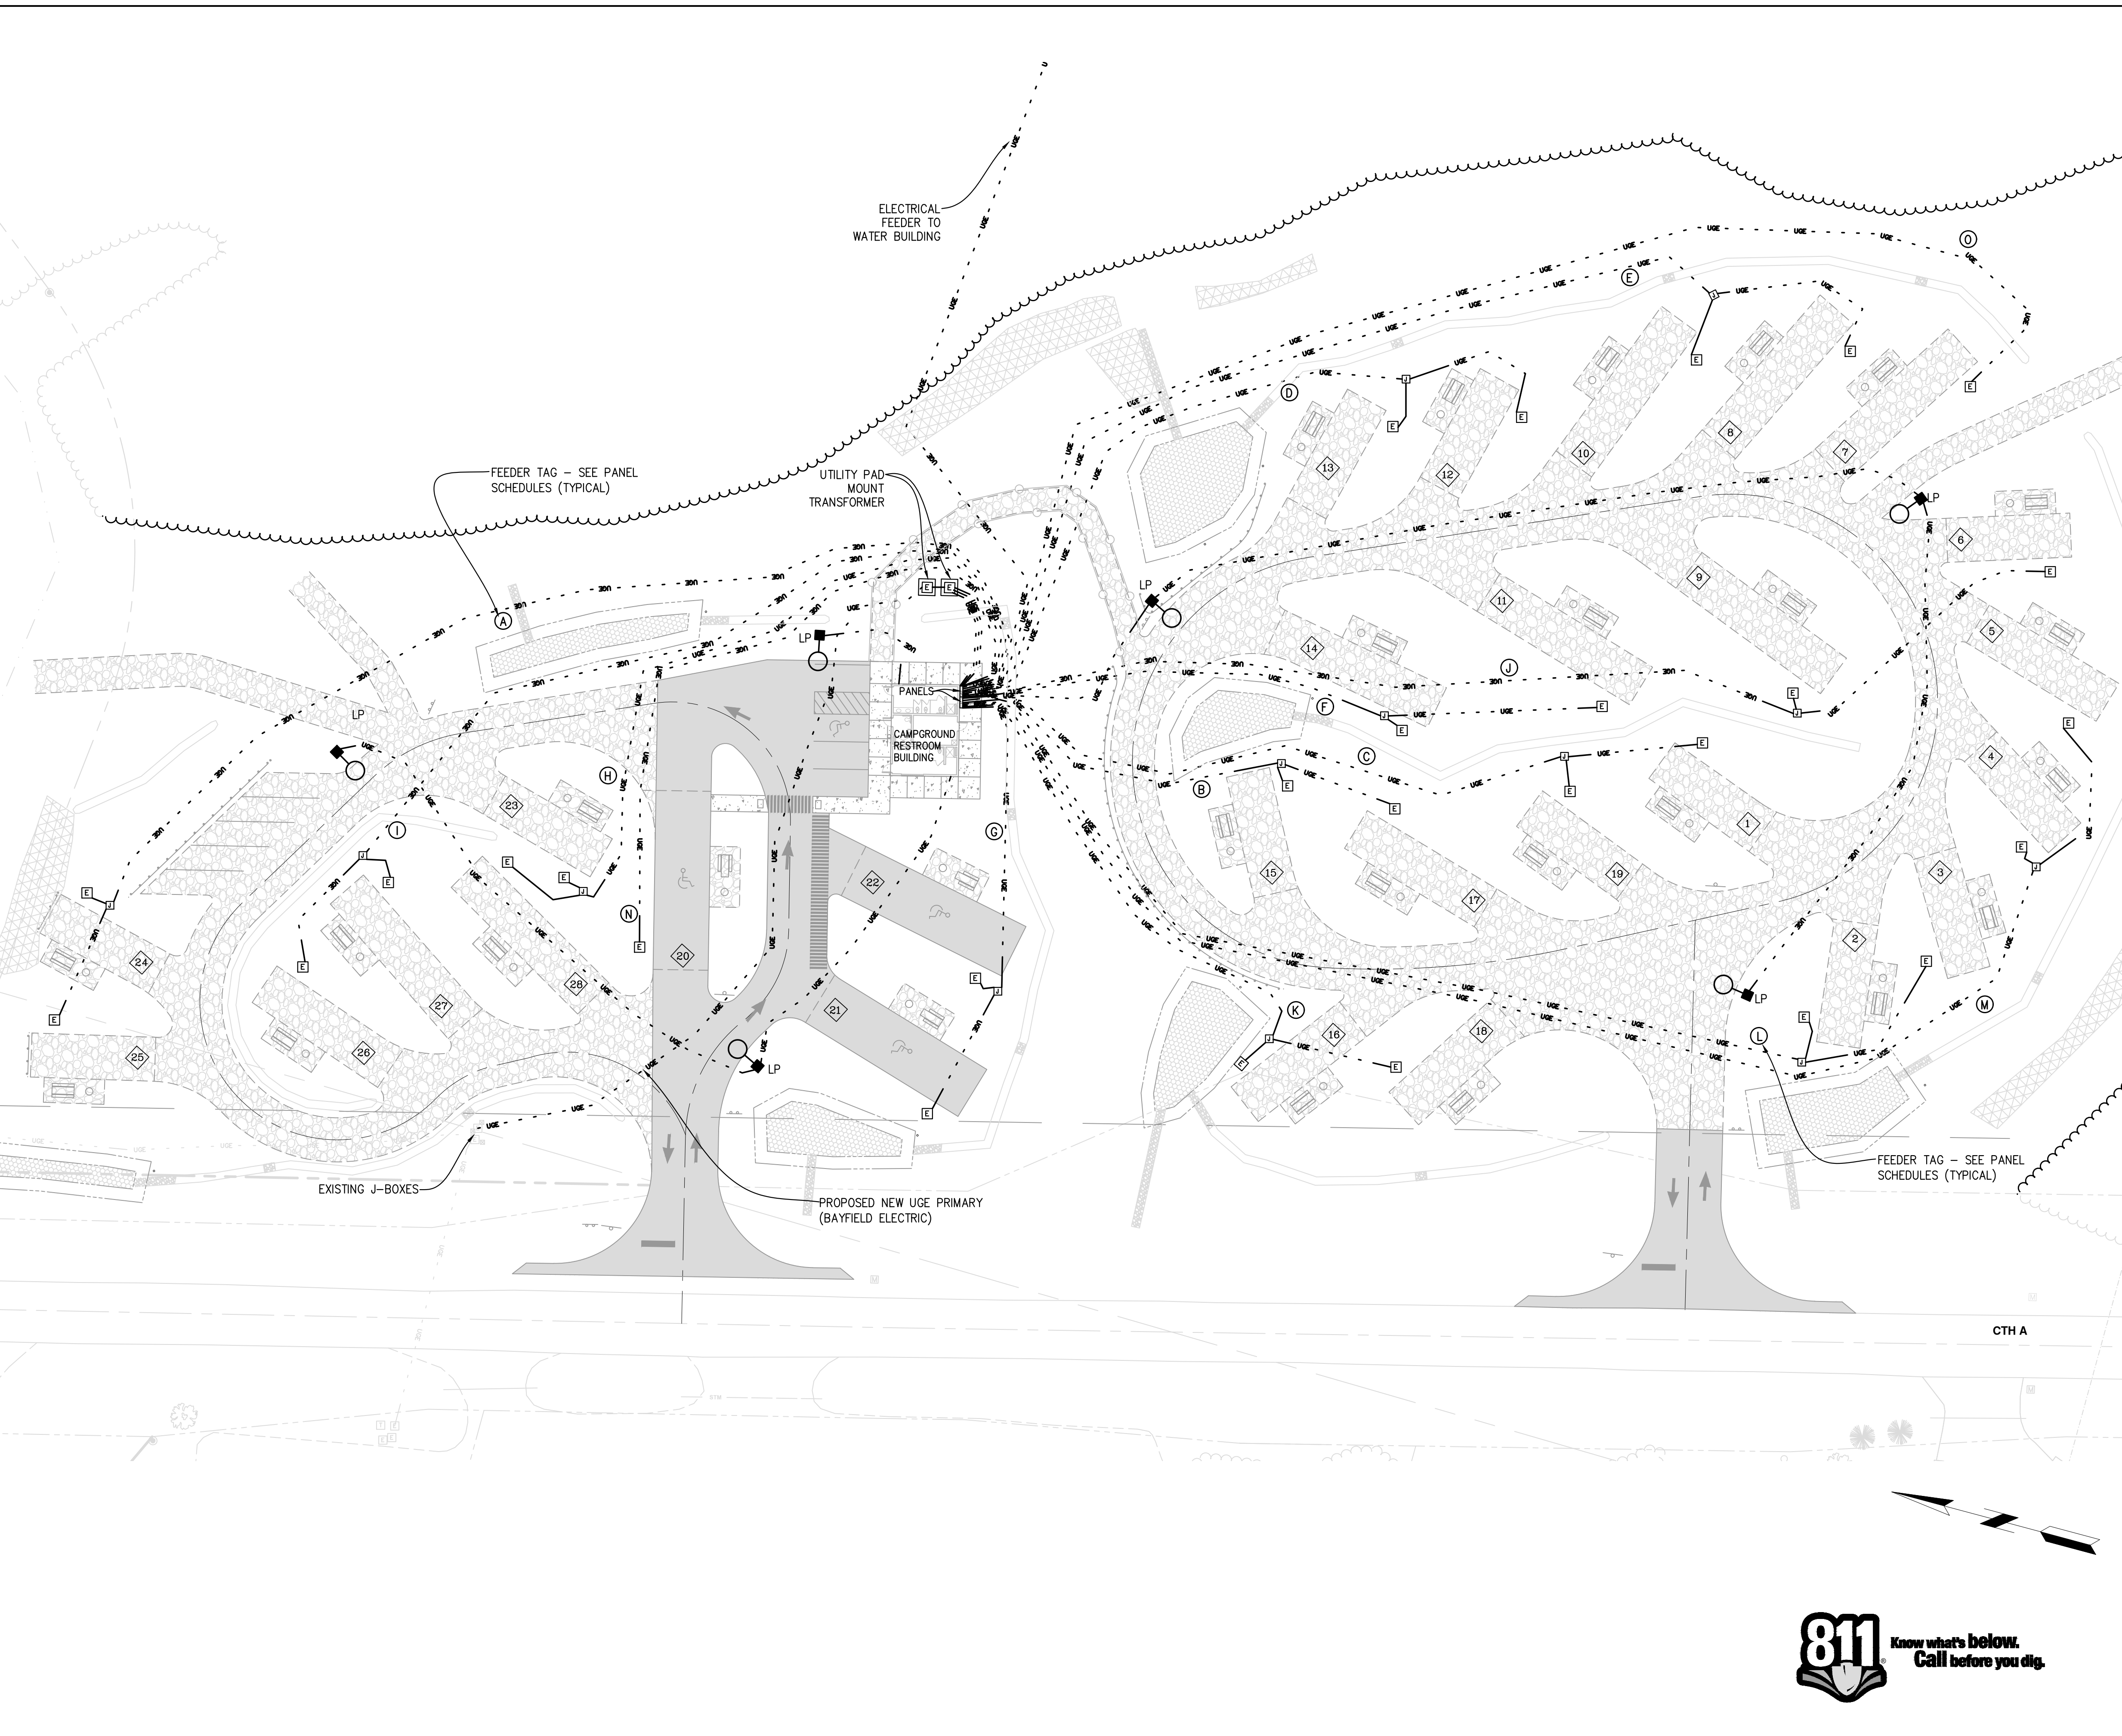 ELECTRICAL
FEEDER TO
WATER BUILDING
FEEDER TAG – SEE PANEL
SCHEDULES (TYPICAL)
UTILITY PAD
MOUNT
TRANSFORMER
A
B
C
D
E
F
G
H
I
J
K
L
M
N
O
LP
LP
LP
LP
LP
LP
PANELS
CAMPGROUND
RESTROOM
BUILDING
1
2
3
4
5
6
7
8
9
10
11
12
13
14
15
16
17
18
19
20
21
22
23
24
25
26
27
28
UGE
E
J
EXISTING J-BOXES
PROPOSED NEW UGE PRIMARY
(BAYFIELD ELECTRIC)
FEEDER TAG – SEE PANEL
SCHEDULES (TYPICAL)
CTH A
STM
811
Know what's below.
Call before you dig.